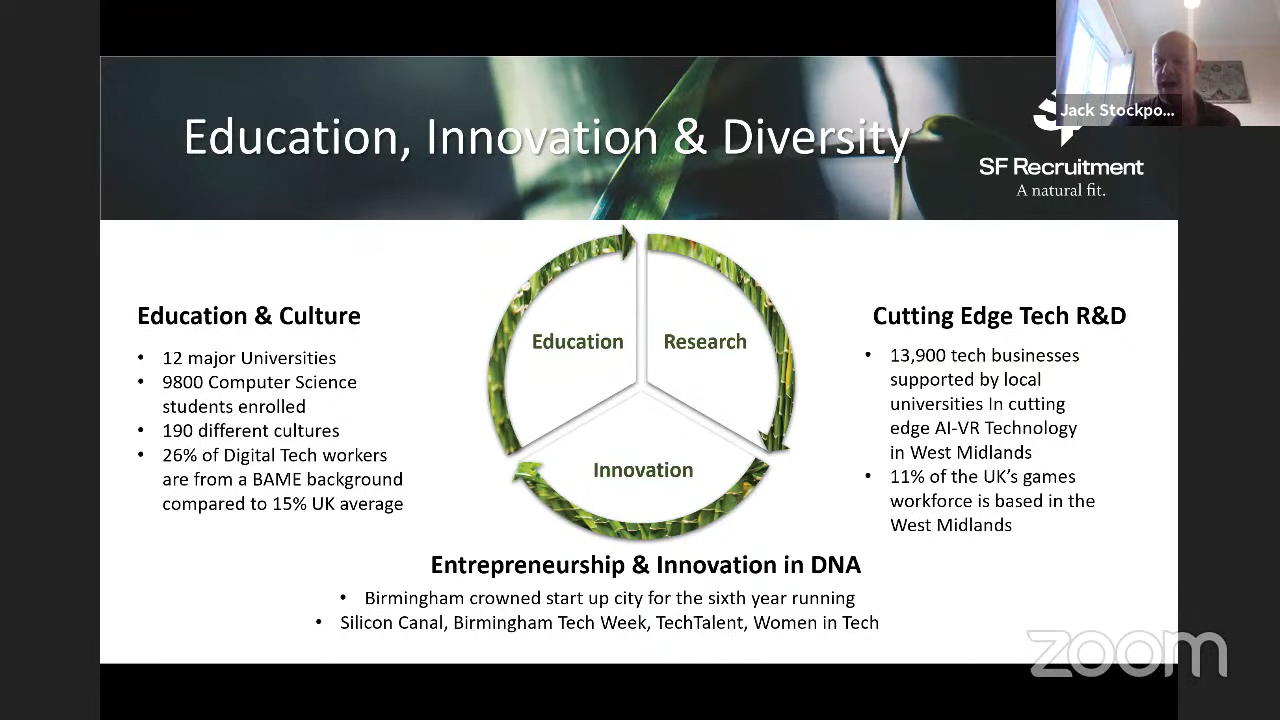 Education, Innovation & Diversity
Jack Stockpo...
SF Recruitment
A natural fit.
Education & Culture
• 12 major Universities
• 9800 Computer Science
students enrolled
• 190 different cultures
• 26% of Digital Tech workers
are from a BAME background
compared to 15% UK average
Education
Research
Innovation
Cutting Edge Tech R&D
• 13,900 tech businesses
supported by local
universities In cutting
edge AI-VR Technology
in West Midlands
• 11% of the UK's games
workforce is based in the
West Midlands
Entrepreneurship & Innovation in DNA
• Birmingham crowned start up city for the sixth year running
• Silicon Canal, Birmingham Tech Week, TechTalent, Women in Tech
zoom